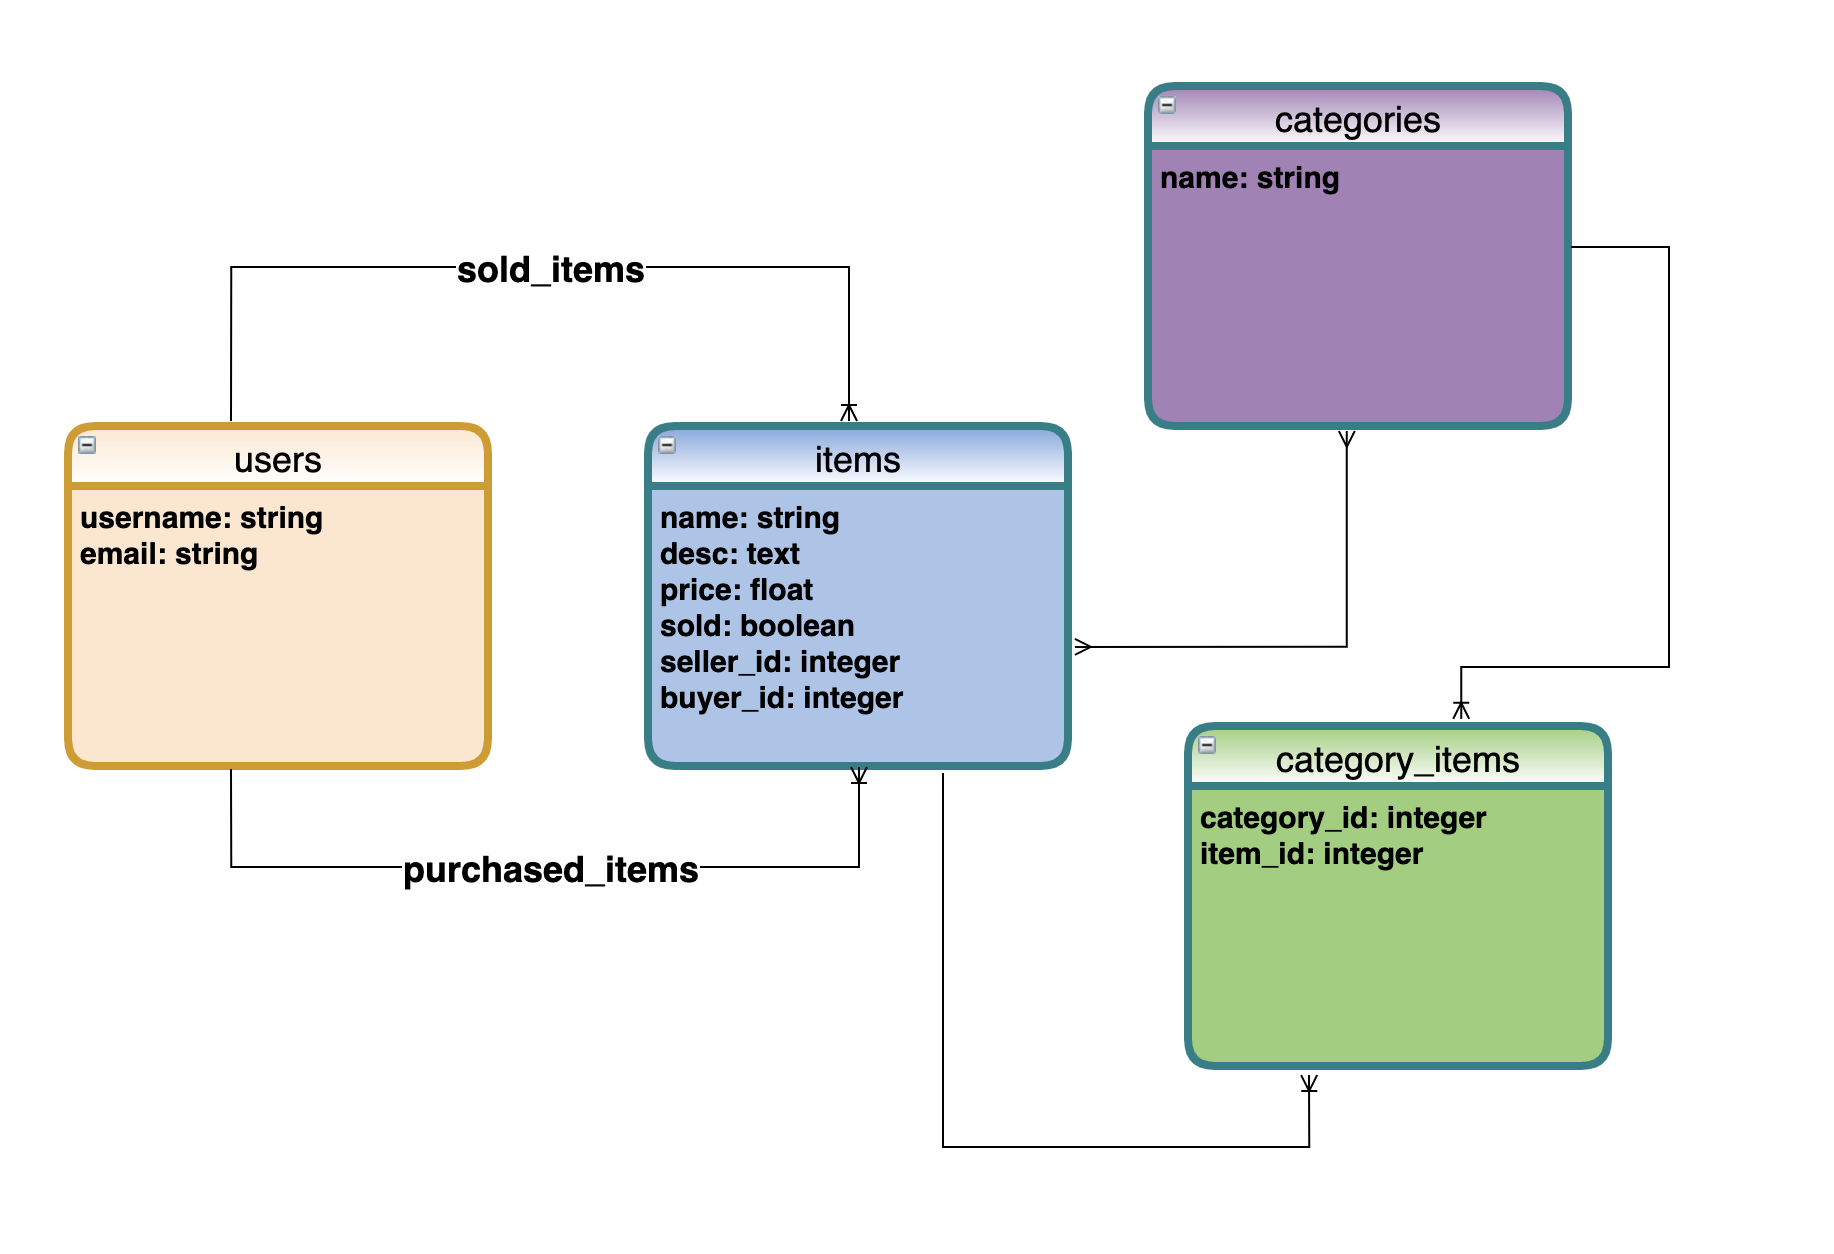 categories
name: string
sold_items
users
username: string
email: string
items
name: string
desc: text
price: float
sold: boolean
seller_id: integer
buyer_id: integer
purchased_items
category_items
category_id: integer
item_id: integer